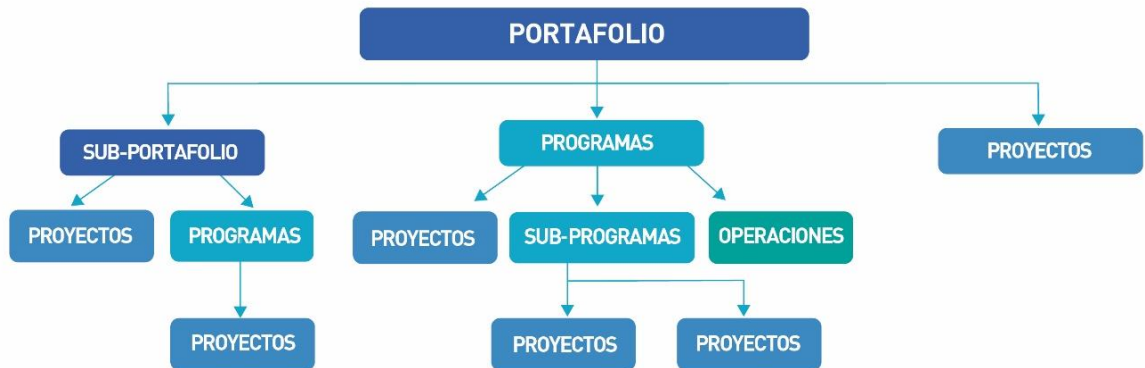 PORTAFOLIO
SUB-PORTAFOLIO
PROGRAMAS
PROYECTOS
PROYECTOS
PROGRAMAS
PROYECTOS
SUB-PROGRAMAS
OPERACIONES
PROYECTOS
PROYECTOS
PROYECTOS